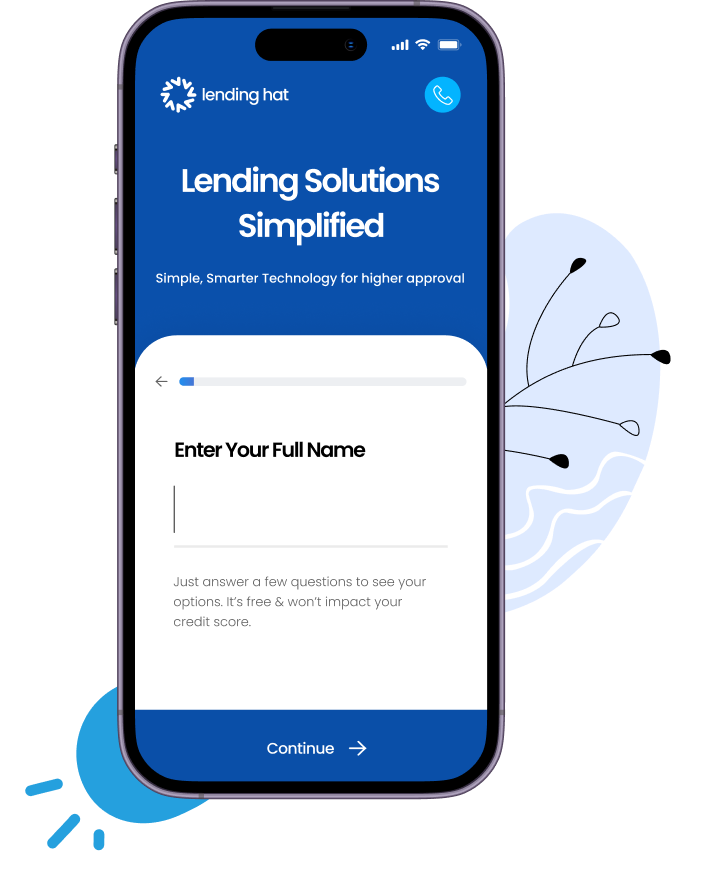 lending hat
Lending Solutions
Simplified
Simple, Smarter Technology for higher approval
Enter Your Full Name
Just answer a few questions to see your
options. It’s free & won’t impact your
credit score.
Continue